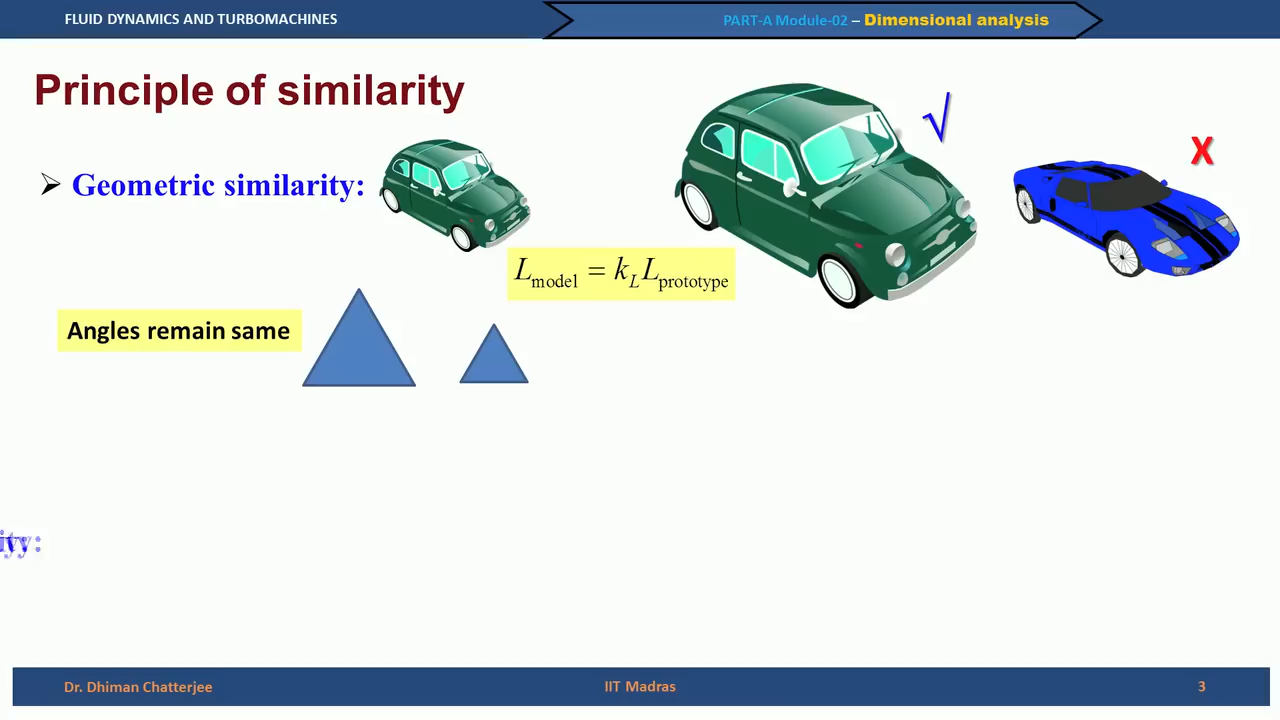 FLUID DYNAMICS AND TURBOMACHINES
PART-A Module-02 – Dimensional analysis
Principle of similarity
√
X
➢ Geometric similarity:
L_model = k_L L_prototype
Angles remain same
Dr. Dhiman Chatterjee
IIT Madras
3